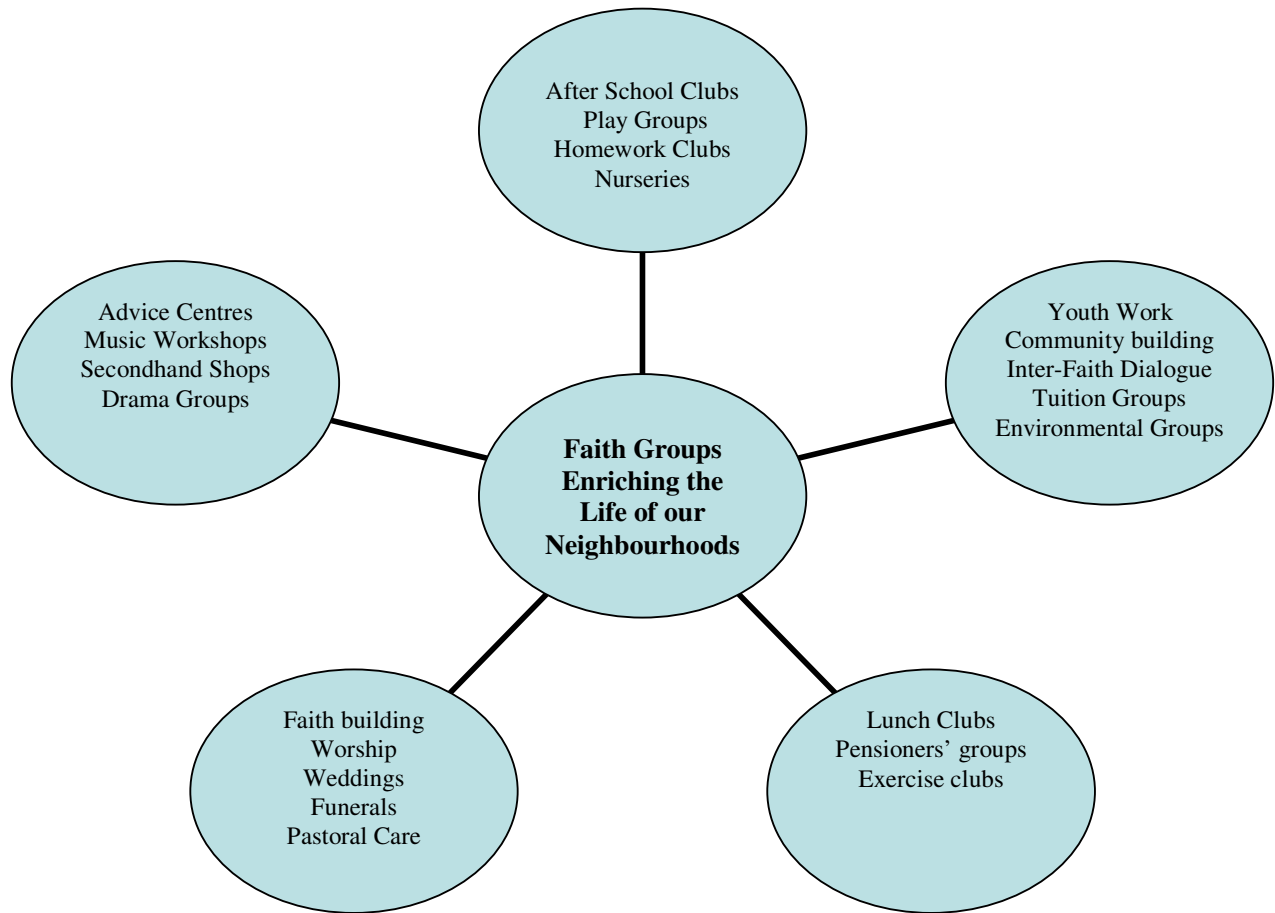 After School Clubs
Play Groups
Homework Clubs
Nurseries
Advice Centres
Music Workshops
Secondhand Shops
Drama Groups
Youth Work
Community building
Inter-Faith Dialogue
Tuition Groups
Environmental Groups
Faith Groups
Enriching the
Life of our
Neighbourhoods
Faith building
Worship
Weddings
Funerals
Pastoral Care
Lunch Clubs
Pensioners’ groups
Exercise clubs